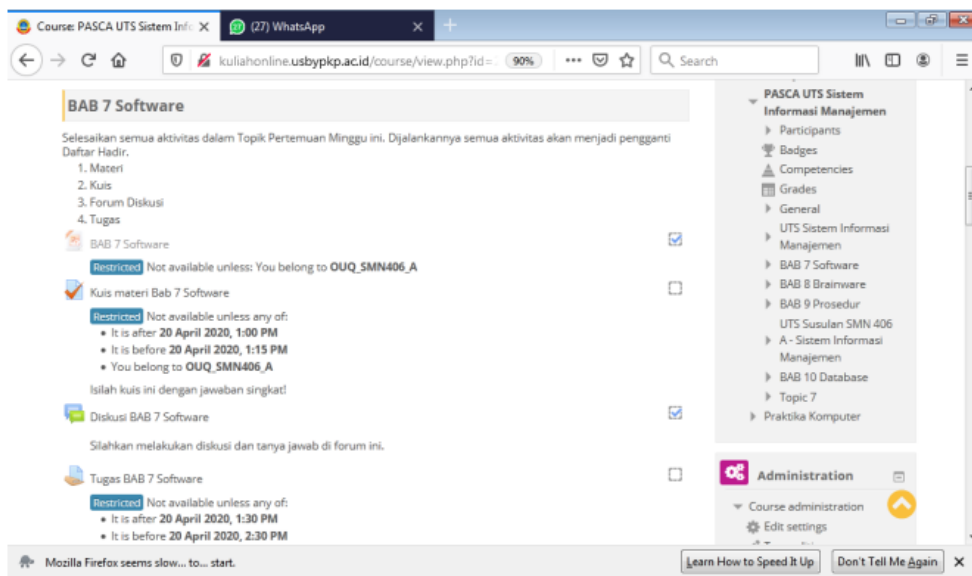 Course: PASCA UTS Sistem Info
(27) WhatsApp
kuliahonline.usbypkp.ac.id/course/view.php?id=
90%
Search
BAB 7 Software
Selesaikan semua aktivitas dalam Topik Pertemuan Minggu ini. Dijalankannya semua aktivitas akan menjadi pengganti
Daftar Hadir.
1. Materi
2. Kuis
3. Forum Diskusi
4. Tugas
BAB 7 Software
Restricted Not available unless: You belong to OUQ_SMN406_A
Kuis materi Bab 7 Software
Restricted Not available unless any of:
• It is after 20 April 2020, 1:00 PM
• It is before 20 April 2020, 1:15 PM
• You belong to OUQ_SMN406_A
Isilah kuis ini dengan jawaban singkat!
Diskusi BAB 7 Software
Silahkan melakukan diskusi dan tanya jawab di forum ini.
Tugas BAB 7 Software
Restricted Not available unless any of:
• It is after 20 April 2020, 1:30 PM
• It is before 20 April 2020, 2:30 PM
PASCA UTS Sistem
Informasi Manajemen
Participants
Badges
Competencies
Grades
General
UTS Sistem Informasi
Manajemen
BAB 7 Software
BAB 8 Brainware
BAB 9 Prosedur
UTS Susulan SMN 406
A - Sistem Informasi
Manajemen
BAB 10 Database
Topic 7
Praktika Komputer
Administration
Course administration
Edit settings
Mozilla Firefox seems slow... to... start.
Learn How to Speed It Up
Don't Tell Me Again